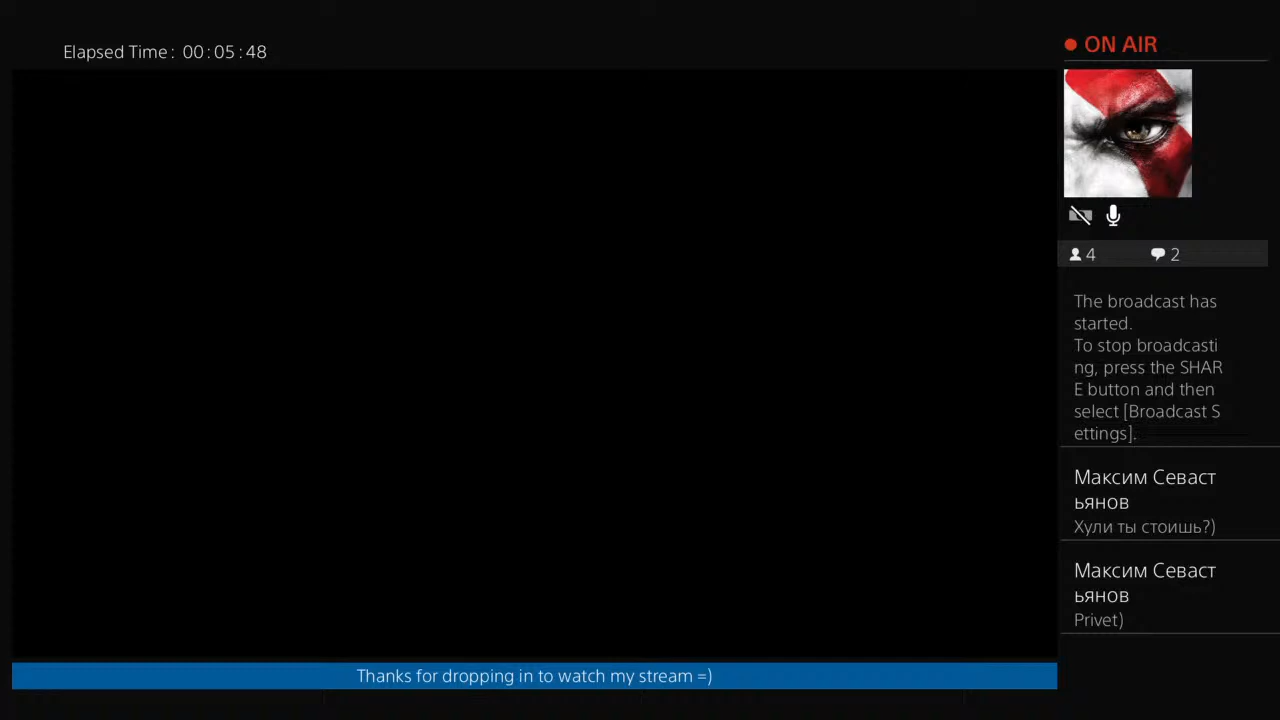 Elapsed Time: 00:05:48
ON AIR
4 2
The broadcast has
started.
To stop broadcasti
ng, press the SHAR
E button and then
select [Broadcast S
ettings].
Максим Севаст
ьянов
Хули ты стоишь?)
Максим Севаст
ьянов
Privet)
Thanks for dropping in to watch my stream =)